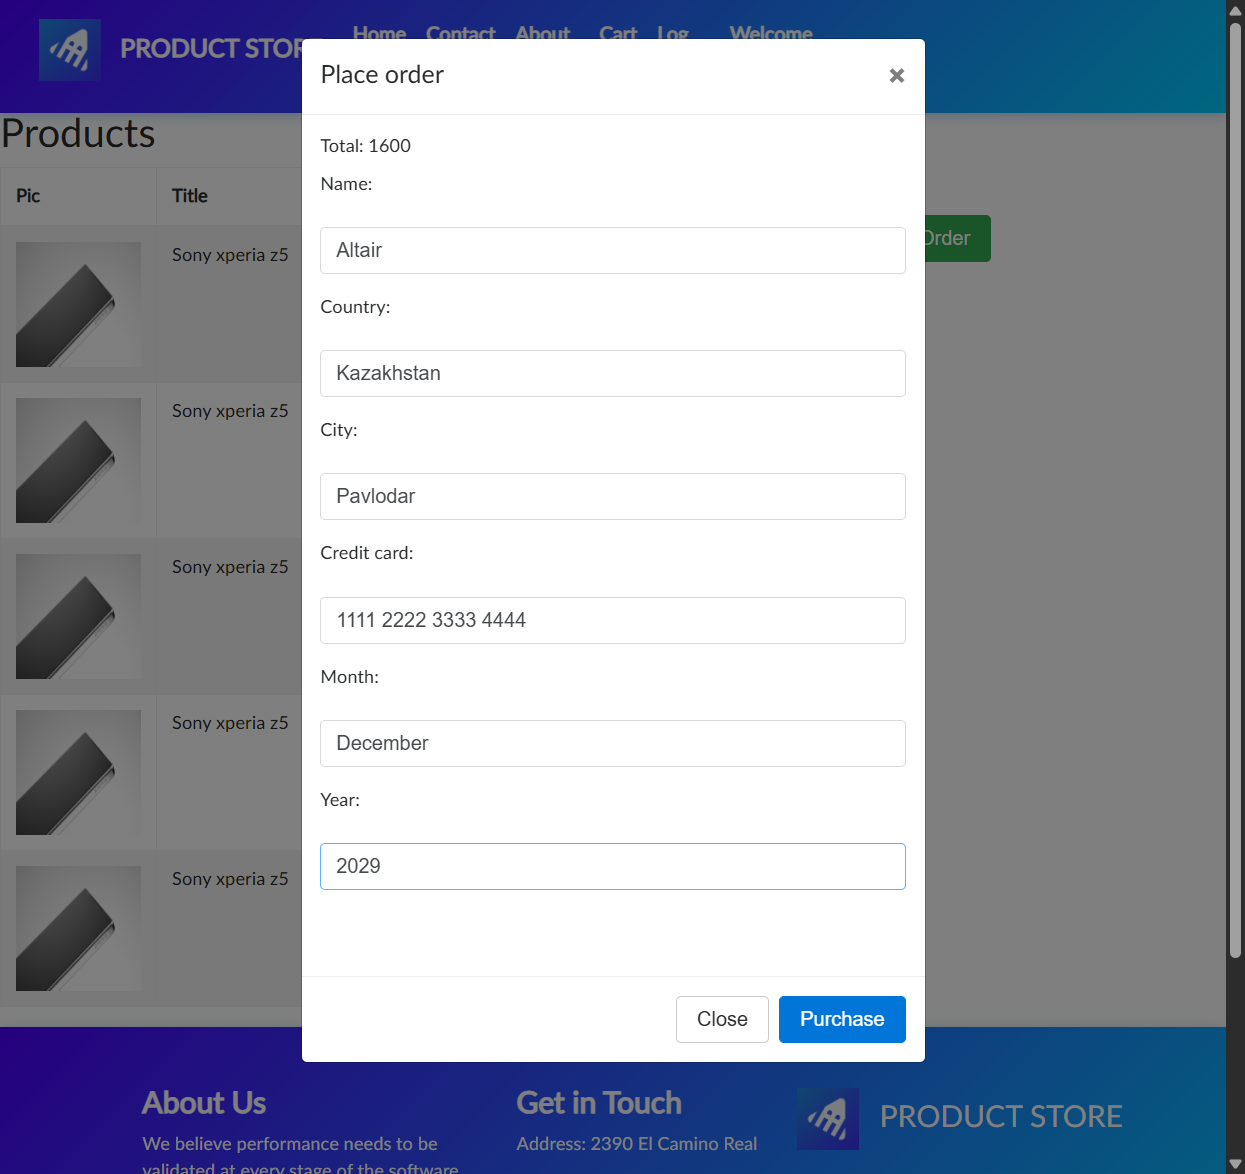 PRODUCT STORE
Home Contact About Cart Log Welcome
Place order
×
Products
Total: 1600
Name:
Pic Title
Altair
Order
Sony xperia z5
Country:
Kazakhstan
Sony xperia z5
City:
Pavlodar
Credit card:
Sony xperia z5
1111 2222 3333 4444
Month:
Sony xperia z5
December
Year:
2029
Sony xperia z5
Close Purchase
About Us
We believe performance needs to be
validated at every stage of the software
Get in Touch
Address: 2390 El Camino Real
PRODUCT STORE